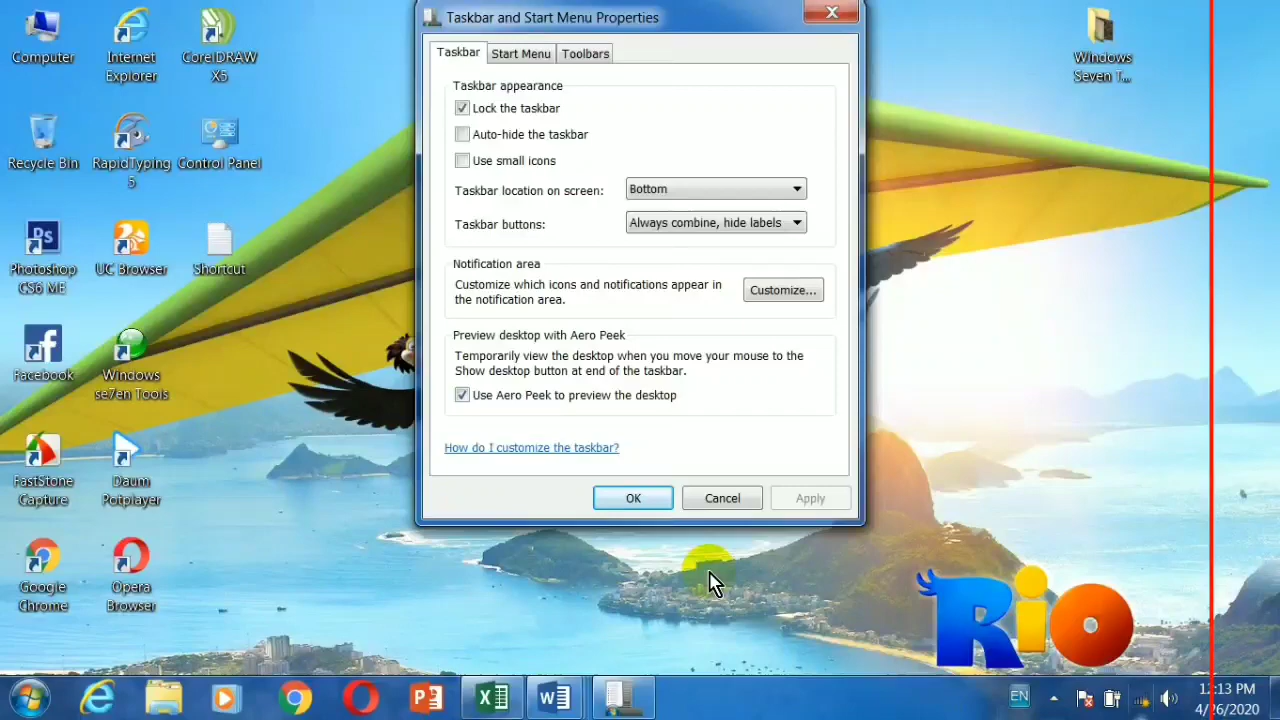 Taskbar and Start Menu Properties
Taskbar
Start Menu
Toolbars
Taskbar appearance
Lock the taskbar
Auto-hide the taskbar
Use small icons
Taskbar location on screen:
Bottom
Taskbar buttons:
Always combine, hide labels
Notification area
Customize which icons and notifications appear in
the notification area.
Customize...
Preview desktop with Aero Peek
Temporarily view the desktop when you move your mouse to the
Show desktop button at end of the taskbar.
Use Aero Peek to preview the desktop
How do I customize the taskbar?
OK
Cancel
Apply
Computer
Internet
Explorer
CorelDRAW
X5
Recycle Bin
RapidTyping
5
Control Panel
Photoshop
CS6 ME
UC Browser
Shortcut
Facebook
Windows
se7en Tools
FastStone
Capture
Daum
Potplayer
Google
Chrome
Opera
Browser
Windows
Seven T...
RiO
EN
12:13 PM
4/26/2020